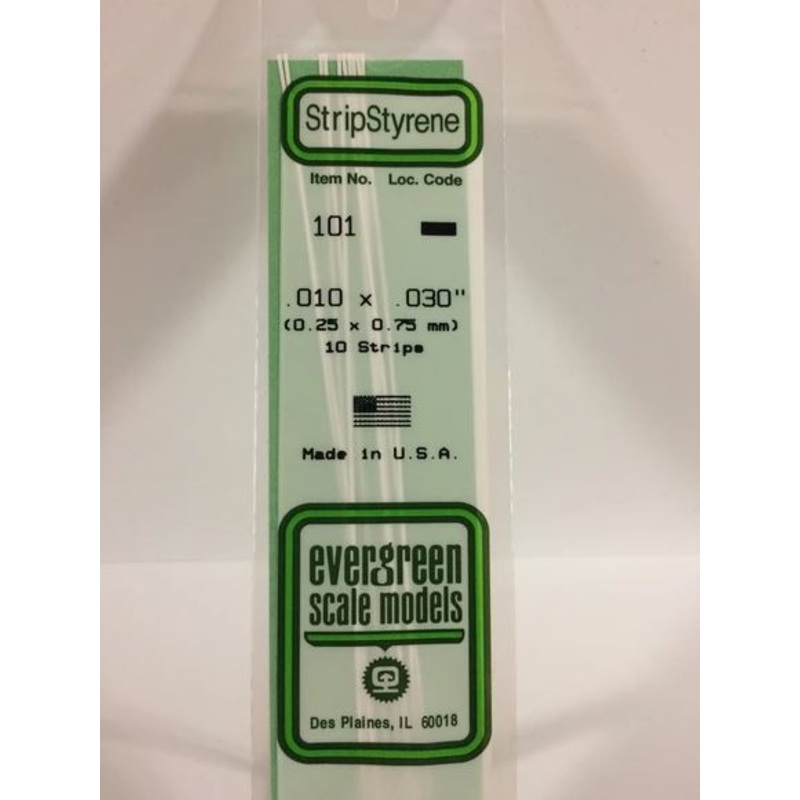 StripStyrene
Item No. Loc. Code
101
.010 x .030"
(0.25 x 0.75 mm)
10 Strips
Made in U.S.A.
evergreen
scale models
Des Plaines, IL 60018